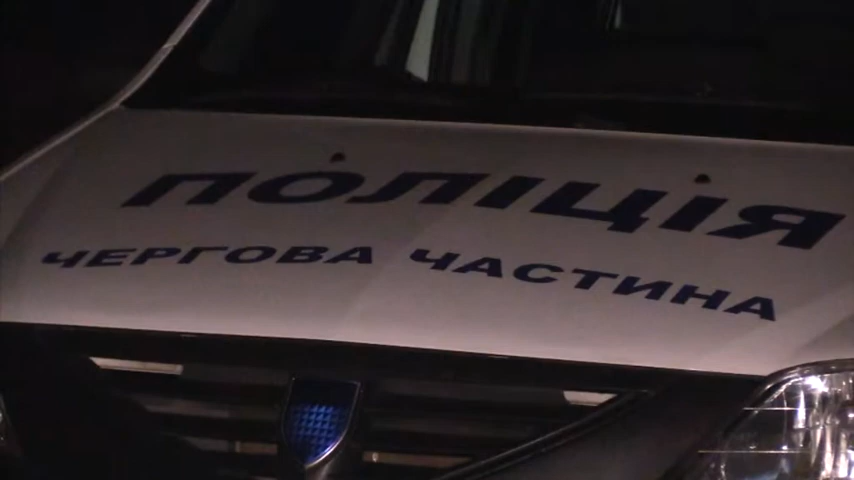 ПОЛІЦІЯ
ЧЕРГОВА ЧАСТИНА